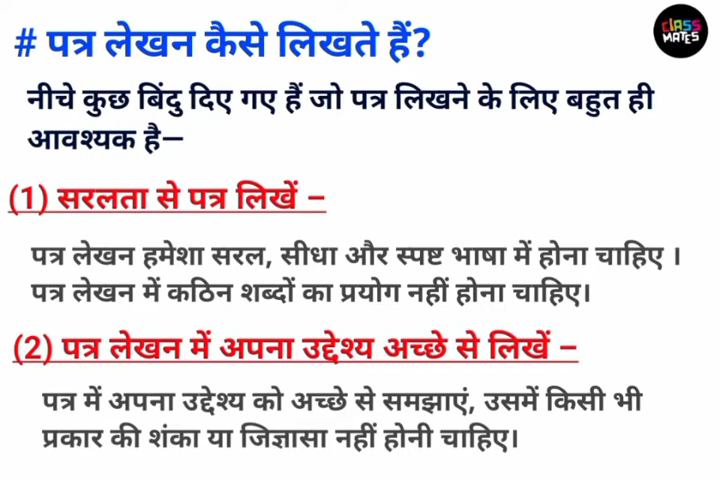 # पत्र लेखन कैसे लिखते हैं?
CLASS
MATES
नीचे कुछ बिंदु दिए गए हैं जो पत्र लिखने के लिए बहुत ही
आवश्यक है—
(1) सरलता से पत्र लिखें –
पत्र लेखन हमेशा सरल, सीधा और स्पष्ट भाषा में होना चाहिए ।
पत्र लेखन में कठिन शब्दों का प्रयोग नहीं होना चाहिए।
(2) पत्र लेखन में अपना उद्देश्य अच्छे से लिखें –
पत्र में अपना उद्देश्य को अच्छे से समझाएं, उसमें किसी भी
प्रकार की शंका या जिज्ञासा नहीं होनी चाहिए।